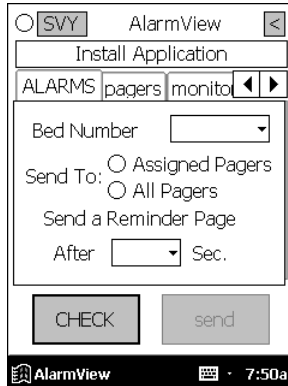 SVY AlarmView <
Install Application
ALARMS pagers monito
Bed Number
Send To: Assigned Pagers
All Pagers
Send a Reminder Page
After Sec.
CHECK send
AlarmView 7:50a